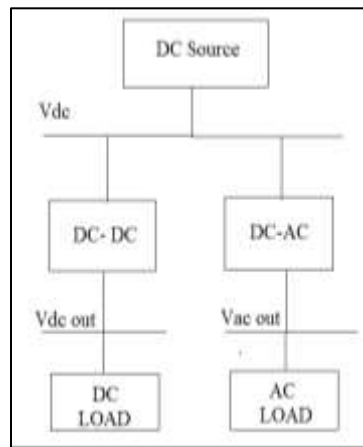 DC Source
Vdc
DC- DC
DC-AC
Vdc out
Vac out
DC
LOAD
AC
LOAD